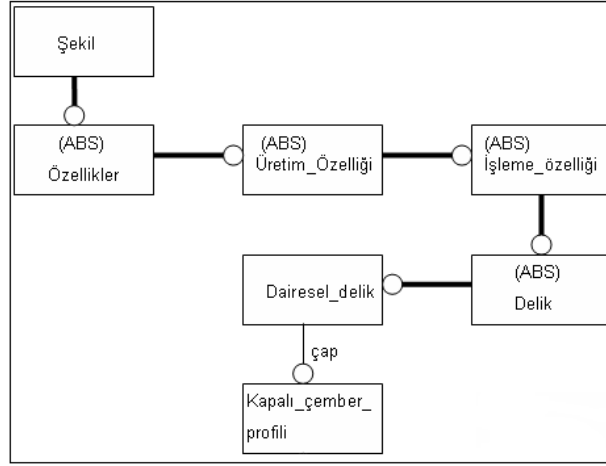 Şekil
(ABS)
Özellikler
(ABS)
Üretim_Özelliği
(ABS)
İşleme_özelliği
Dairesel_delik
(ABS)
Delik
çap
Kapalı_çember_
profili